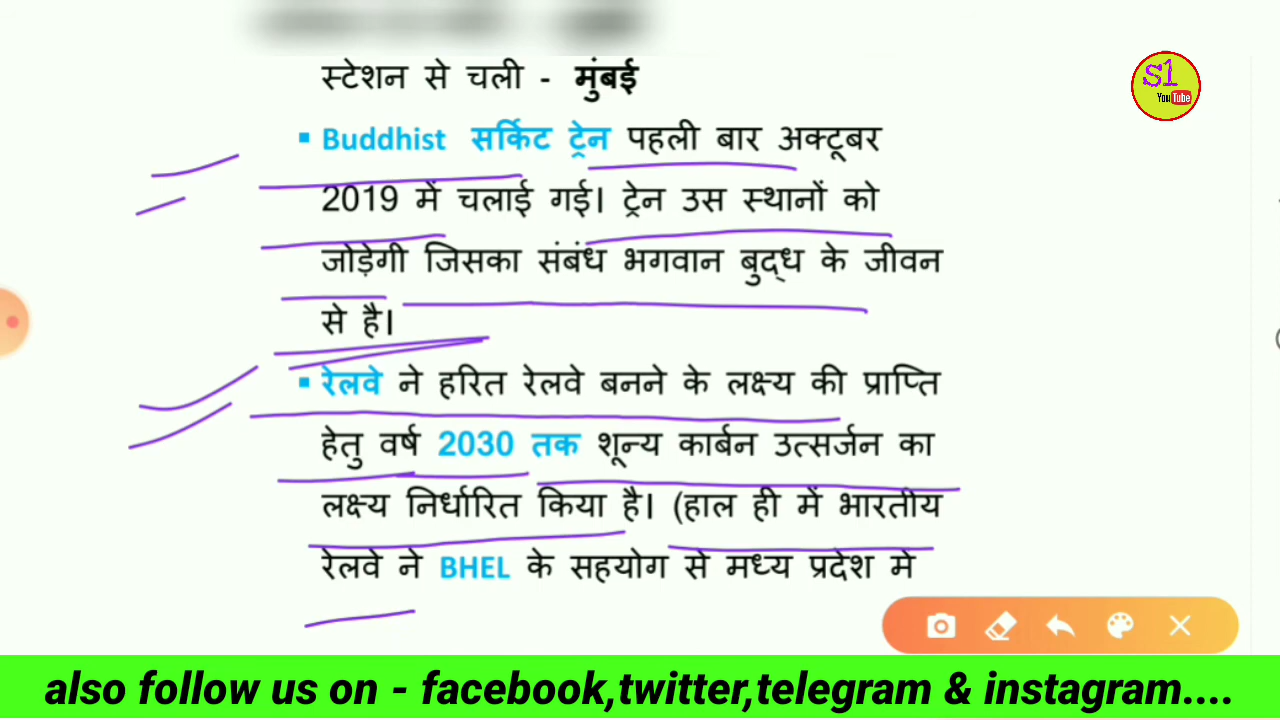 स्टेशन से चली - मुंबई
S1
YouTube
▪ Buddhist सर्किट ट्रेन पहली बार अक्टूबर
2019 में चलाई गई। ट्रेन उस स्थानों को
जोड़ेगी जिसका संबंध भगवान बुद्ध के जीवन
से है।
▪ रेलवे ने हरित रेलवे बनने के लक्ष्य की प्राप्ति
हेतु वर्ष 2030 तक शून्य कार्बन उत्सर्जन का
लक्ष्य निर्धारित किया है। (हाल ही में भारतीय
रेलवे ने BHEL के सहयोग से मध्य प्रदेश मे
also follow us on - facebook,twitter,telegram & instagram....